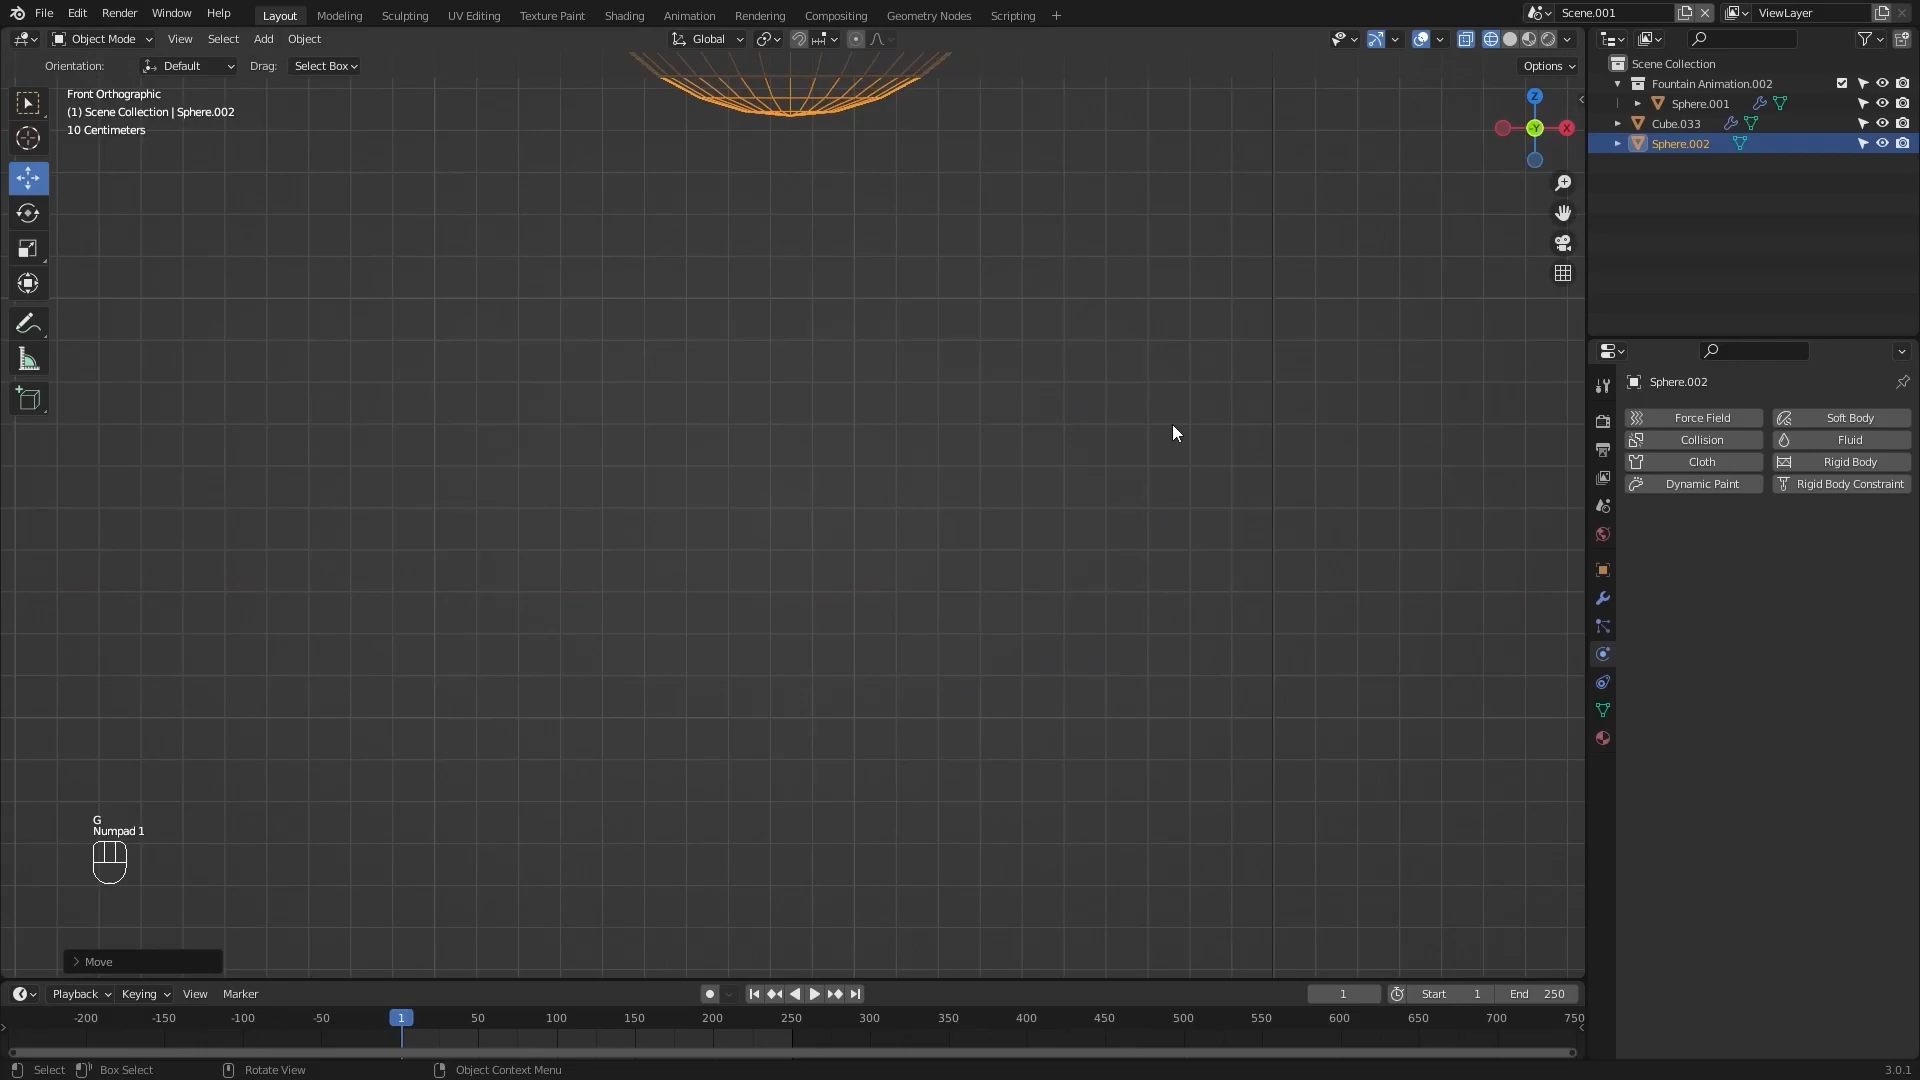 File Edit Render Window Help Layout Modeling Sculpting UV Editing Texture Paint Shading Animation Rendering Compositing Geometry Nodes Scripting + Scene.001 ViewLayer
Object Mode View Select Add Object Global
Orientation: Default Drag: Select Box Options
Front Orthographic
(1) Scene Collection | Sphere.002
10 Centimeters
Z
-Y
X
Scene Collection
Fountain Animation.002
Sphere.001
Cube.033
Sphere.002
Sphere.002
Force Field Soft Body
Collision Fluid
Cloth Rigid Body
Dynamic Paint Rigid Body Constraint
G
Numpad 1
Move
Playback Keying View Marker 1 Start 1 End 250
-200 -150 -100 -50 1 50 100 150 200 250 300 350 400 450 500 550 600 650 700 750
Select Box Select Rotate View Object Context Menu 3.0.1